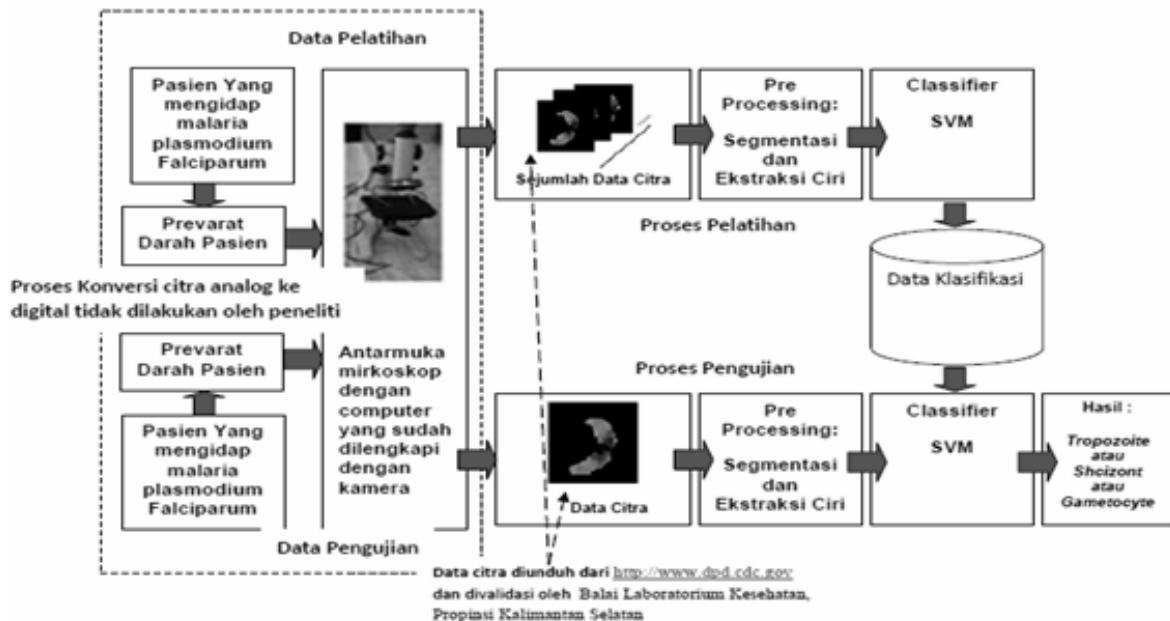 Data Pelatihan
Pasien Yang
mengidap
malaria
plasmodium
Falciparum
Prevarat
Darah Pasien
Proses Konversi citra analog ke
digital tidak dilakukan oleh peneliti
Prevarat
Darah Pasien
Pasien Yang
mengidap
malaria
plasmodium
Falciparum
Antarmuka
mirkoskop
dengan
computer
yang sudah
dilengkapi
dengan
kamera
Data Pengujian
Sejumlah Data Citra
Pre
Processing:
Segmentasi
dan
Ekstraksi Ciri
Classifier
SVM
Proses Pelatihan
Data Klasifikasi
Proses Pengujian
Data Citra
Pre
Processing:
Segmentasi
dan
Ekstraksi Ciri
Classifier
SVM
Hasil :
Tropozoite
atau
Shcizont
atau
Gametocyte
Data citra diunduh dari http://www.dpd.cdc.gov
dan divalidasi oleh Balai Laboratorium Kesehatan,
Propinsi Kalimantan Selatan